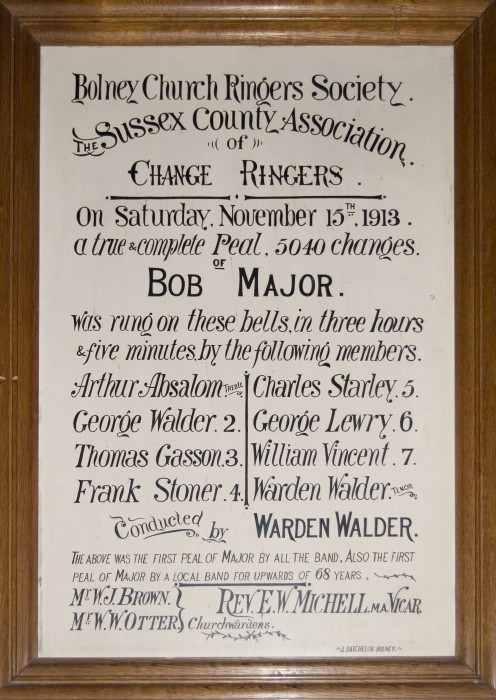 Bolney Church Ringers Society.
The Sussex County Association
of
Change Ringers.
On Saturday, November 15TH, 1913.
a true & complete Peal, 5040 changes.
OF
BOB MAJOR.
was rung on these bells, in three hours
& five minutes, by the following members.
Arthur Absalom. Treble Charles Starley. 5.
George Walder. 2. George Lewry. 6.
Thomas Gasson. 3. William Vincent. 7.
Frank Stoner. 4. Warden Walder. Tenor
Conducted by WARDEN WALDER.
THE ABOVE WAS THE FIRST PEAL OF MAJOR BY ALL THE BAND, ALSO THE FIRST
PEAL OF MAJOR BY A LOCAL BAND FOR UPWARDS OF 68 YEARS.
Mr. W. J. BROWN. REV. E. W. MICHELL. M.A. VICAR.
Mr. W. W. OTTER Churchwardens.
J. BATCHELOR. BOLNEY.